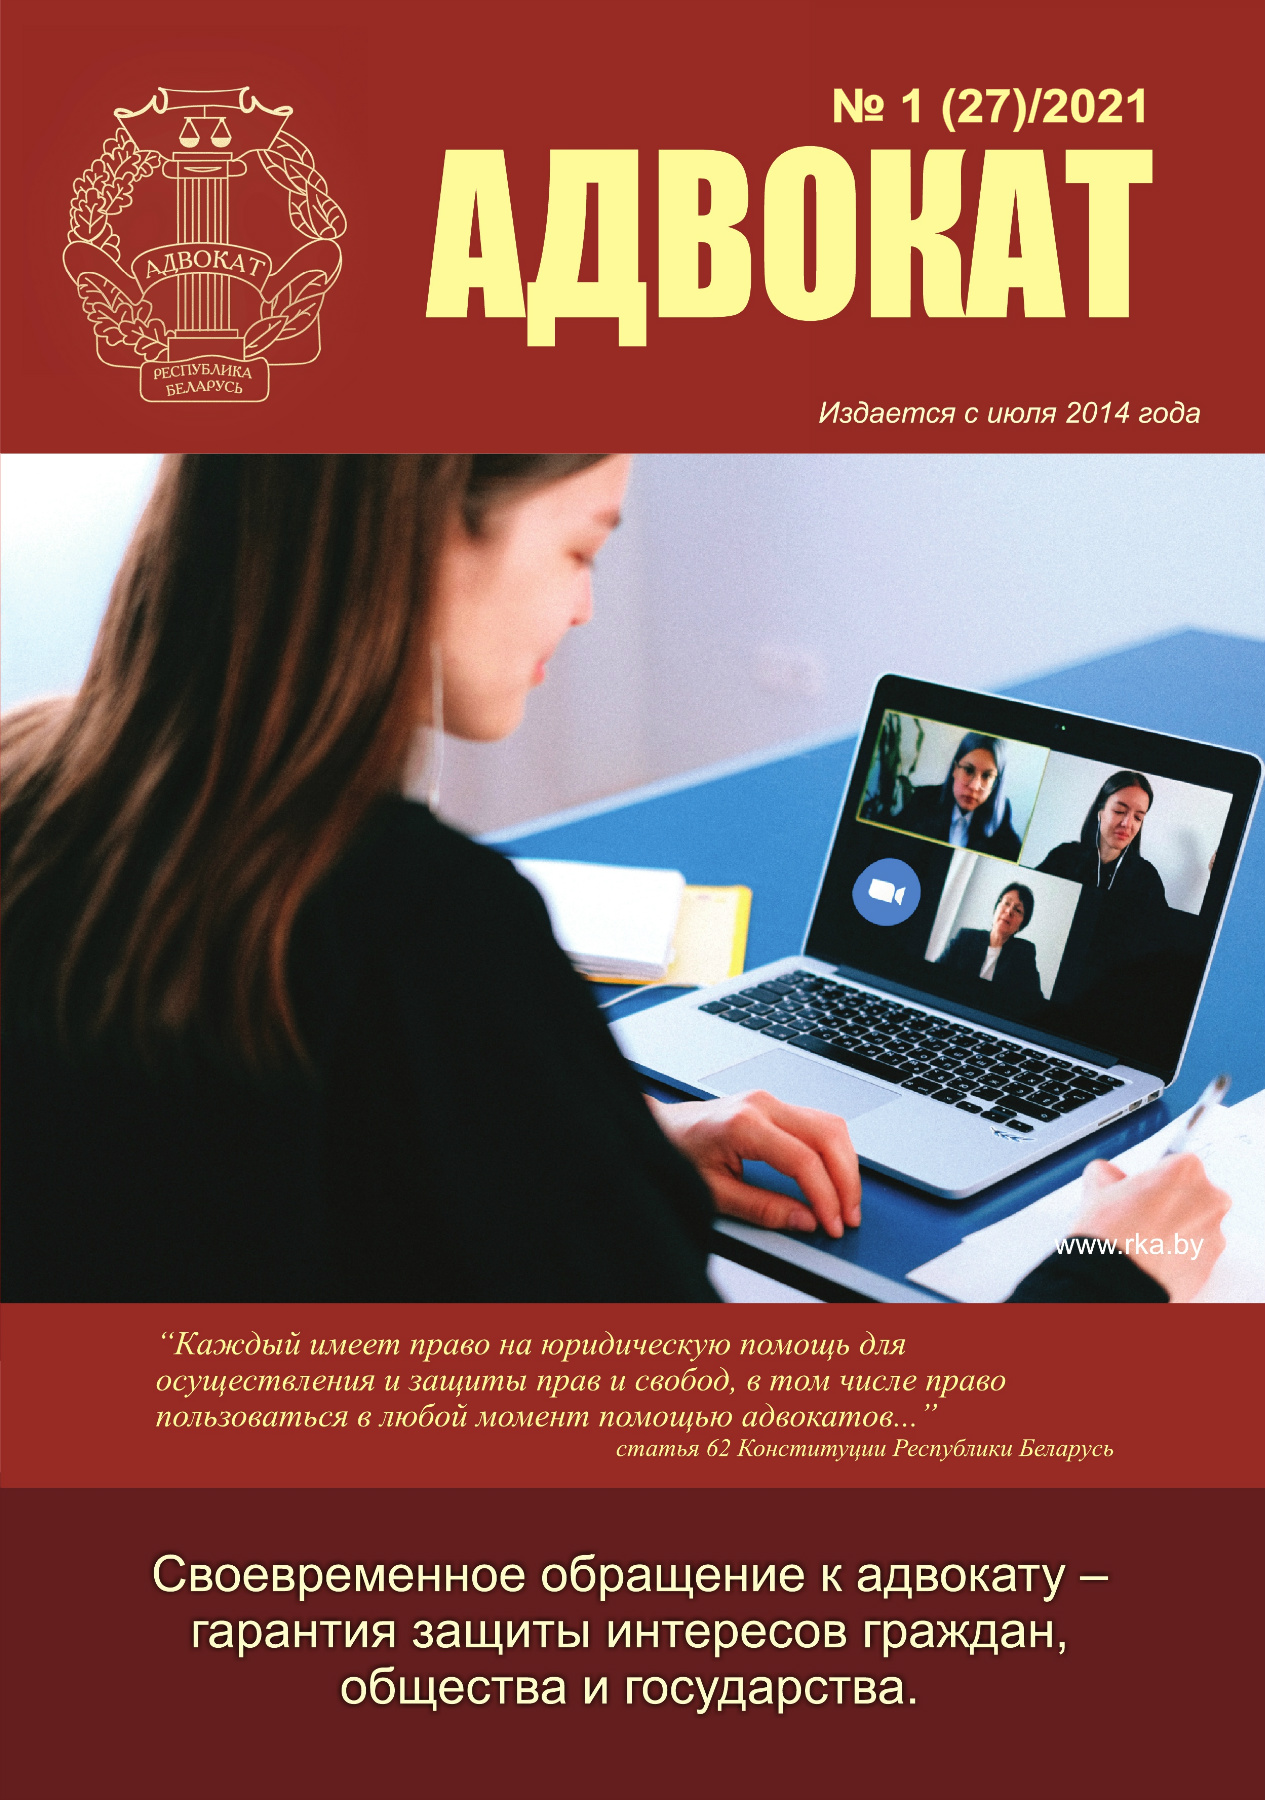 № 1 (27)/2021
АДВОКАТ
АДВОКАТ
РЕСПУБЛИКА
БЕЛАРУСЬ
Издается с июля 2014 года
www.rka.by
“Каждый имеет право на юридическую помощь для
осуществления и защиты прав и свобод, в том числе право
пользоваться в любой момент помощью адвокатов...”
статья 62 Конституции Республики Беларусь
Своевременное обращение к адвокату –
гарантия защиты интересов граждан,
общества и государства.